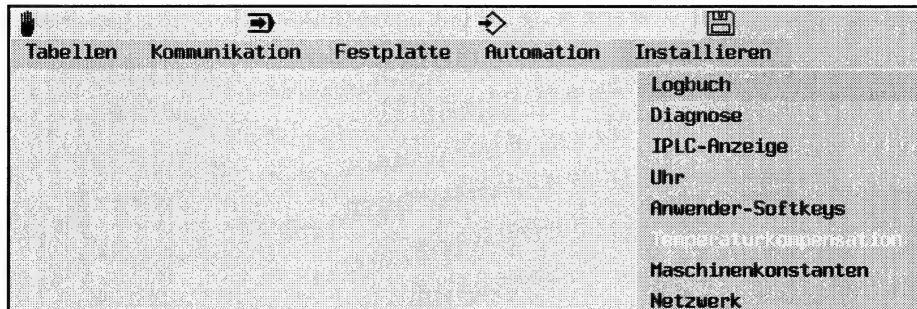 Tabellen Kommunikation Festplatte Automation Installieren
Logbuch
Diagnose
IPLC-Anzeige
Uhr
Anwender-Softkeys
Temperaturkompensation
Maschinenkonstanten
Netzwerk